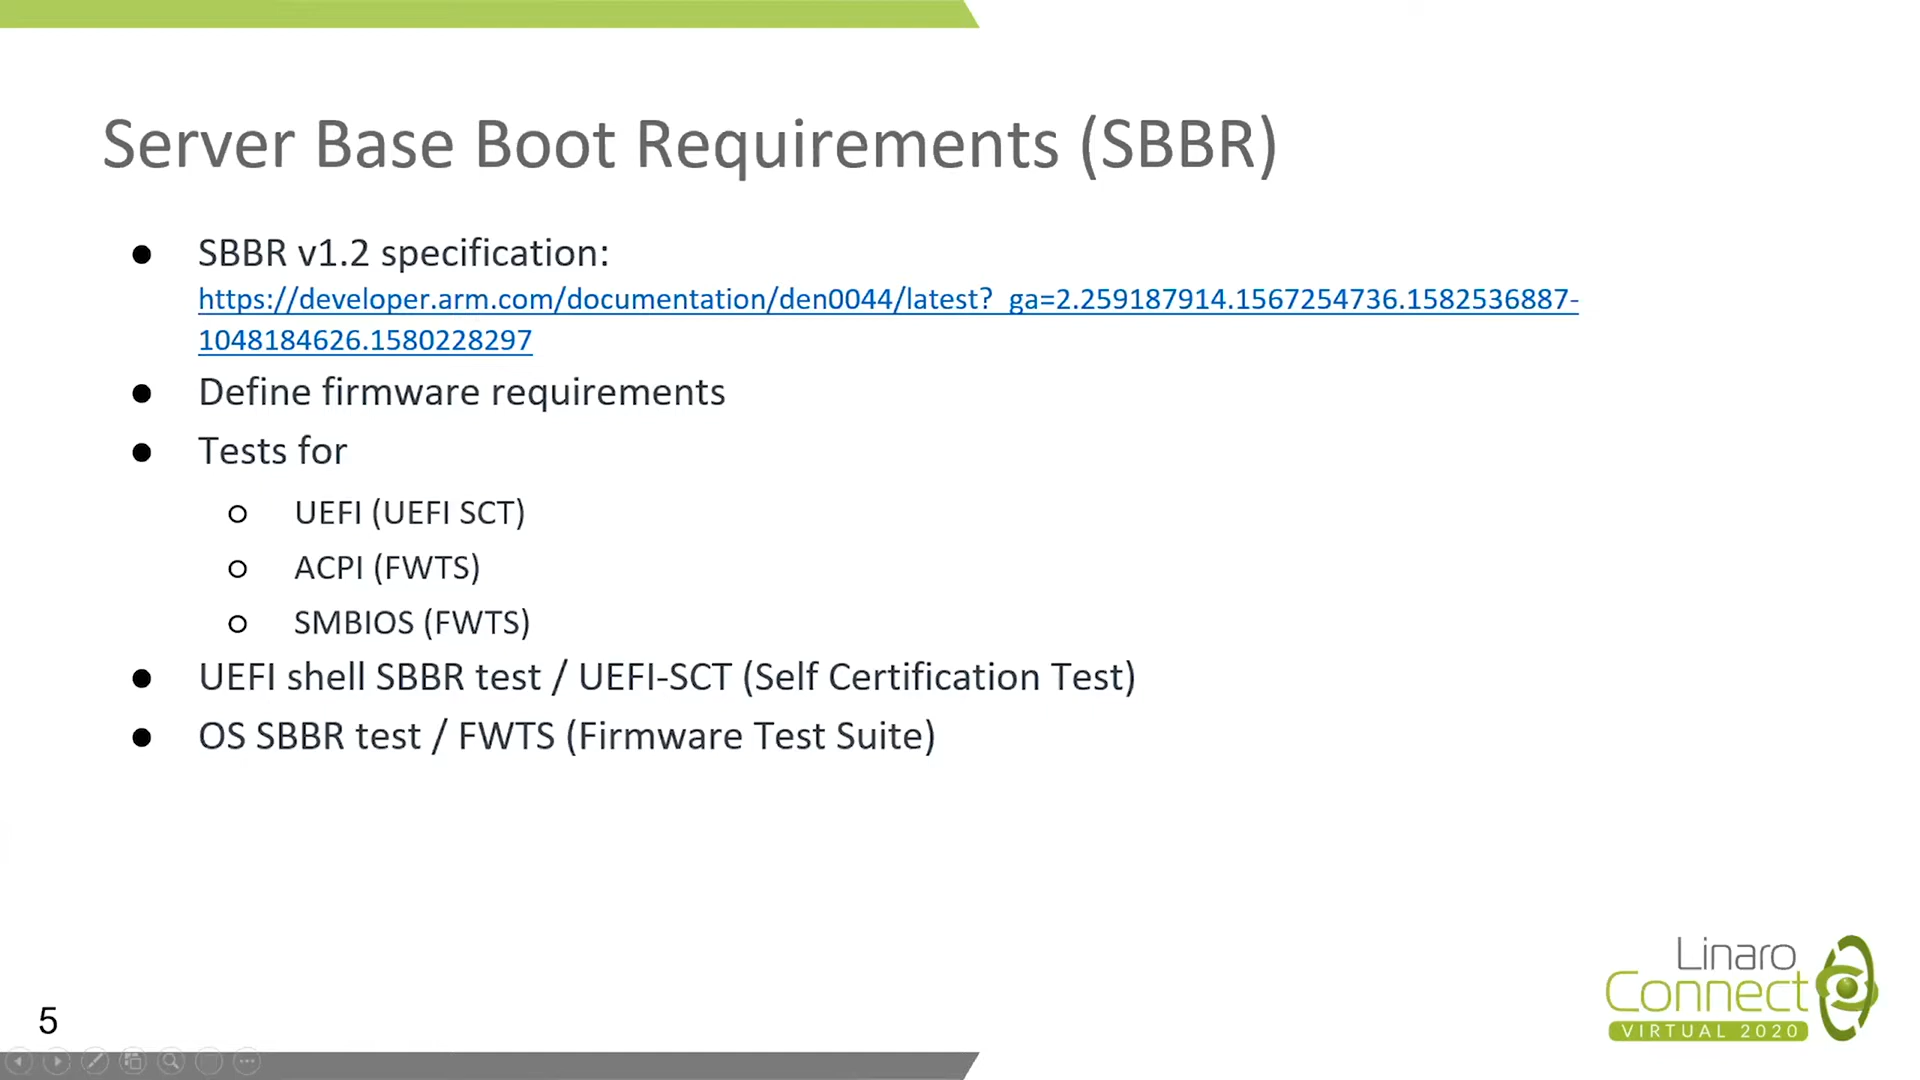 Server Base Boot Requirements (SBBR)
● SBBR v1.2 specification:
https://developer.arm.com/documentation/den0044/latest?_ga=2.259187914.1567254736.1582536887-
1048184626.1580228297
● Define firmware requirements
● Tests for
○ UEFI (UEFI SCT)
○ ACPI (FWTS)
○ SMBIOS (FWTS)
● UEFI shell SBBR test / UEFI-SCT (Self Certification Test)
● OS SBBR test / FWTS (Firmware Test Suite)
Linaro
Connect
VIRTUAL 2020
5